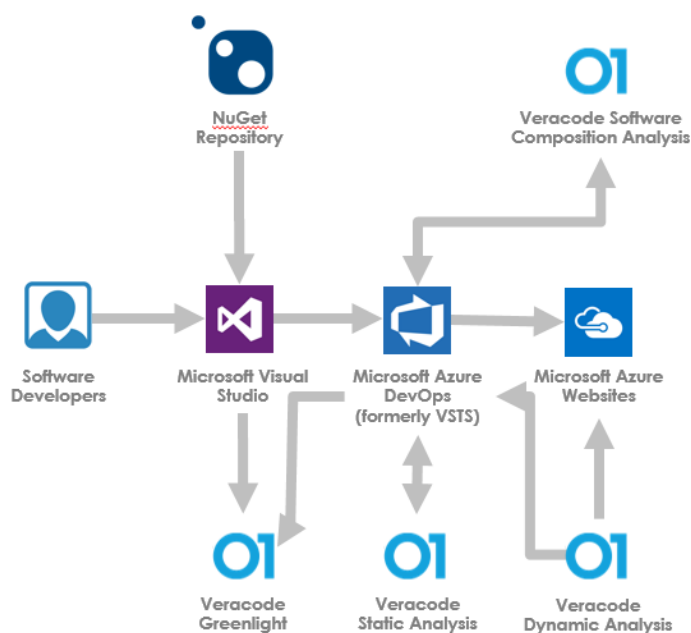 NuGet
Repository
Veracode Software
Composition Analysis
Software
Developers
Microsoft Visual
Studio
Microsoft Azure
DevOps
(formerly VSTS)
Microsoft Azure
Websites
Veracode
Greenlight
Veracode
Static Analysis
Veracode
Dynamic Analysis